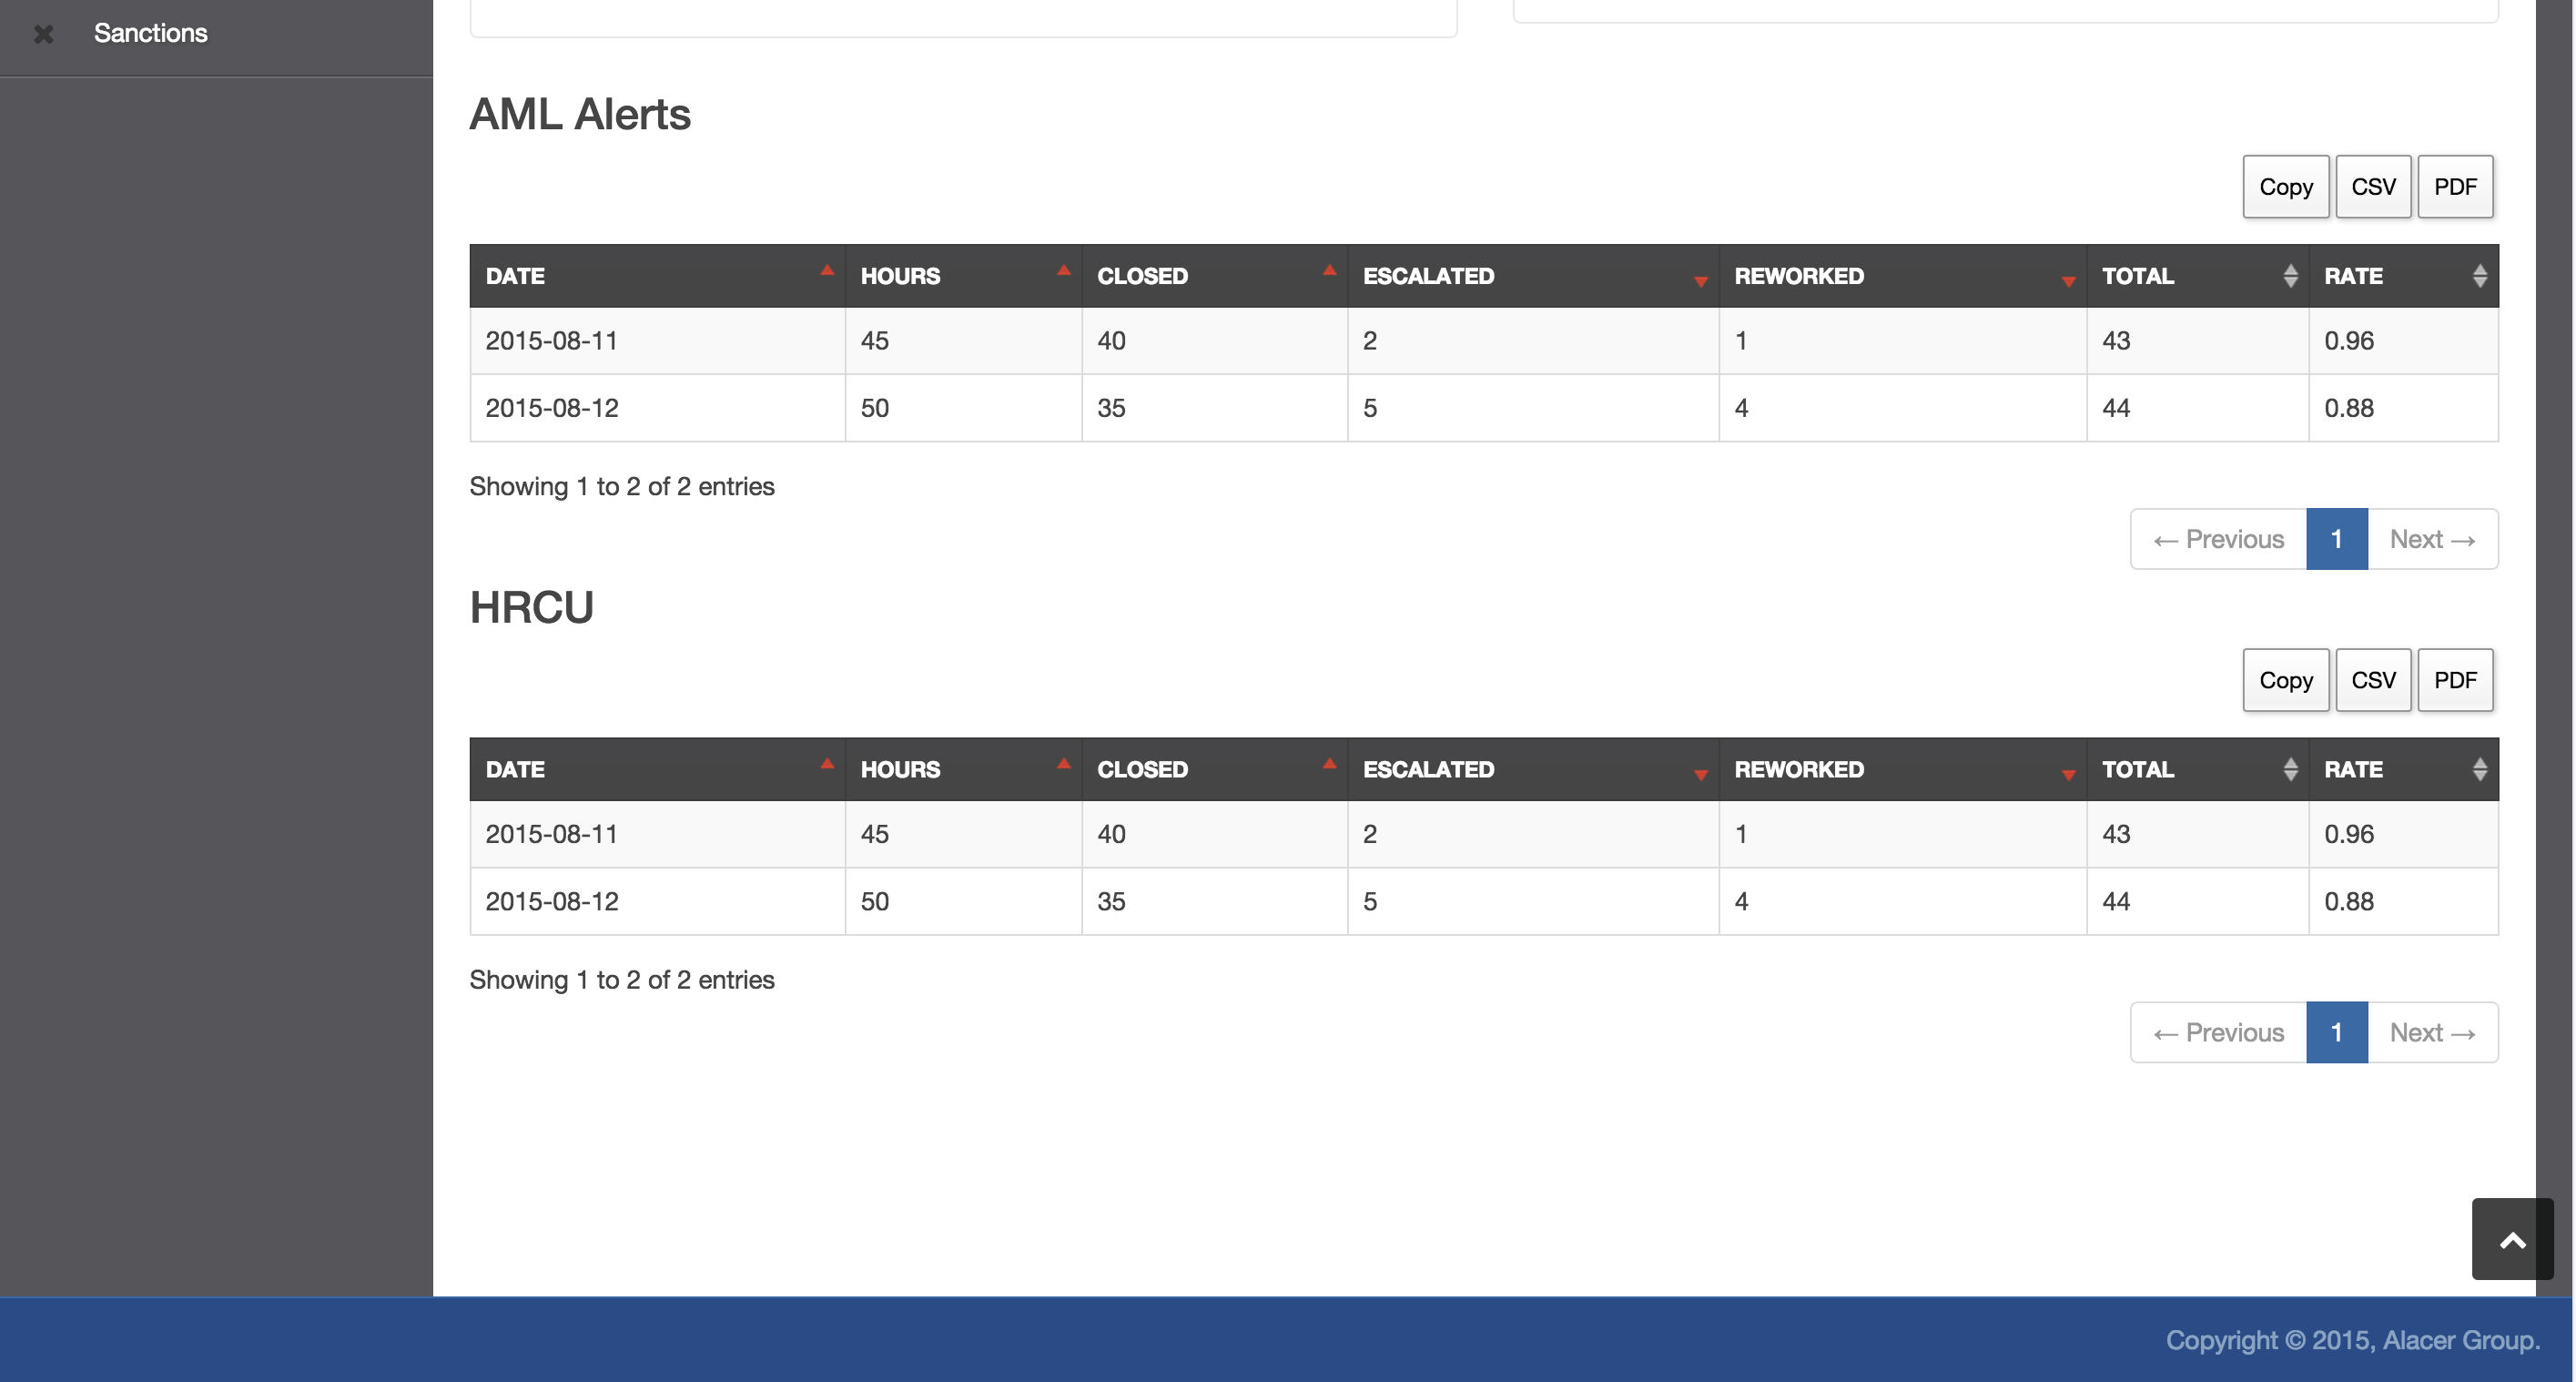 Sanctions
AML Alerts
Copy CSV PDF
DATE HOURS CLOSED ESCALATED REWORKED TOTAL RATE
2015-08-11 45 40 2 1 43 0.96
2015-08-12 50 35 5 4 44 0.88
Showing 1 to 2 of 2 entries
← Previous 1 Next →
HRCU
Copy CSV PDF
DATE HOURS CLOSED ESCALATED REWORKED TOTAL RATE
2015-08-11 45 40 2 1 43 0.96
2015-08-12 50 35 5 4 44 0.88
Showing 1 to 2 of 2 entries
← Previous 1 Next →
Copyright © 2015, Alacer Group.